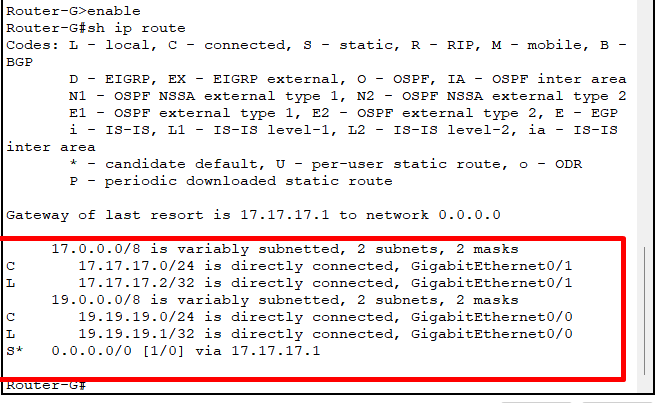 Router-G>enable
Router-G#sh ip route
Codes: L - local, C - connected, S - static, R - RIP, M - mobile, B -
BGP
       D - EIGRP, EX - EIGRP external, O - OSPF, IA - OSPF inter area
       N1 - OSPF NSSA external type 1, N2 - OSPF NSSA external type 2
       E1 - OSPF external type 1, E2 - OSPF external type 2, E - EGP
       i - IS-IS, L1 - IS-IS level-1, L2 - IS-IS level-2, ia - IS-IS
inter area
       * - candidate default, U - per-user static route, o - ODR
       P - periodic downloaded static route

Gateway of last resort is 17.17.17.1 to network 0.0.0.0

     17.0.0.0/8 is variably subnetted, 2 subnets, 2 masks
C       17.17.17.0/24 is directly connected, GigabitEthernet0/1
L       17.17.17.2/32 is directly connected, GigabitEthernet0/1
     19.0.0.0/8 is variably subnetted, 2 subnets, 2 masks
C       19.19.19.0/24 is directly connected, GigabitEthernet0/0
L       19.19.19.1/32 is directly connected, GigabitEthernet0/0
S*   0.0.0.0/0 [1/0] via 17.17.17.1

Router-G#